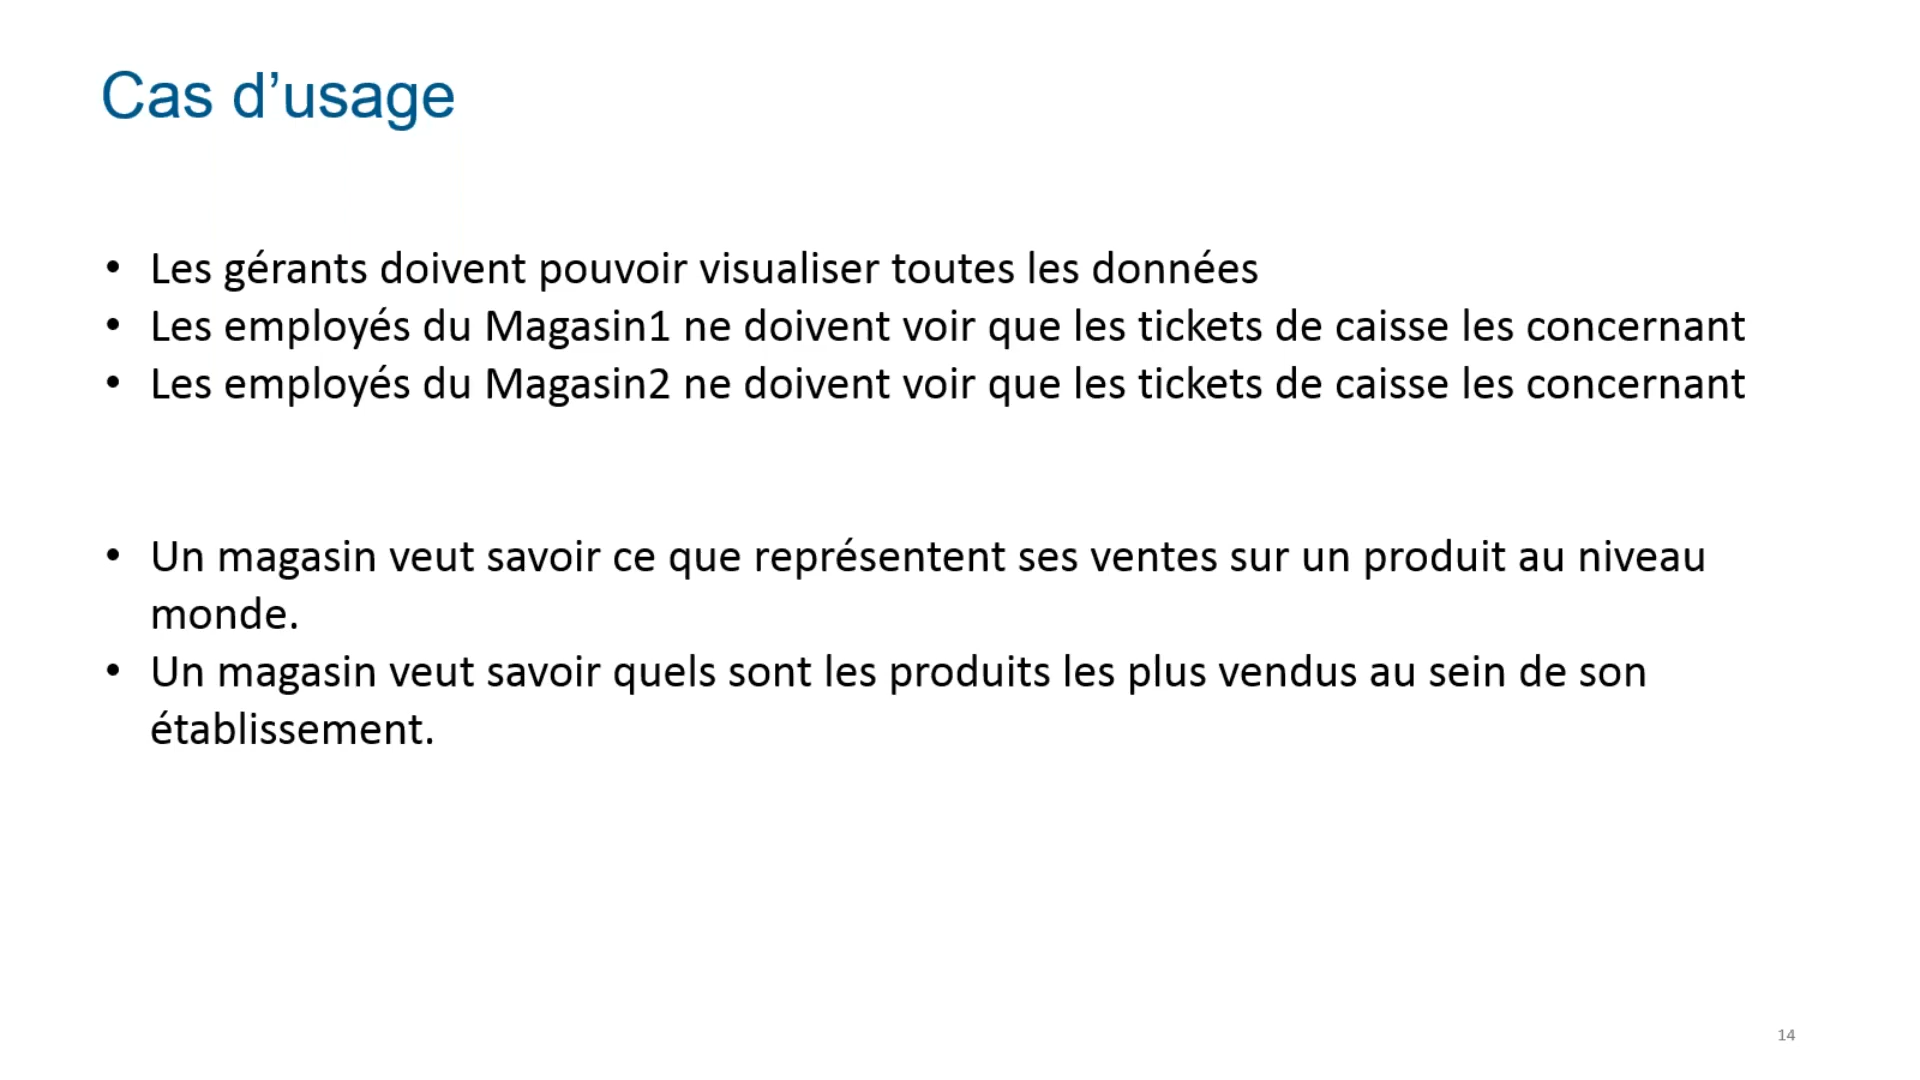 Cas d’usage
• Les gérants doivent pouvoir visualiser toutes les données
• Les employés du Magasin1 ne doivent voir que les tickets de caisse les concernant
• Les employés du Magasin2 ne doivent voir que les tickets de caisse les concernant
• Un magasin veut savoir ce que représentent ses ventes sur un produit au niveau
monde.
• Un magasin veut savoir quels sont les produits les plus vendus au sein de son
établissement.
14